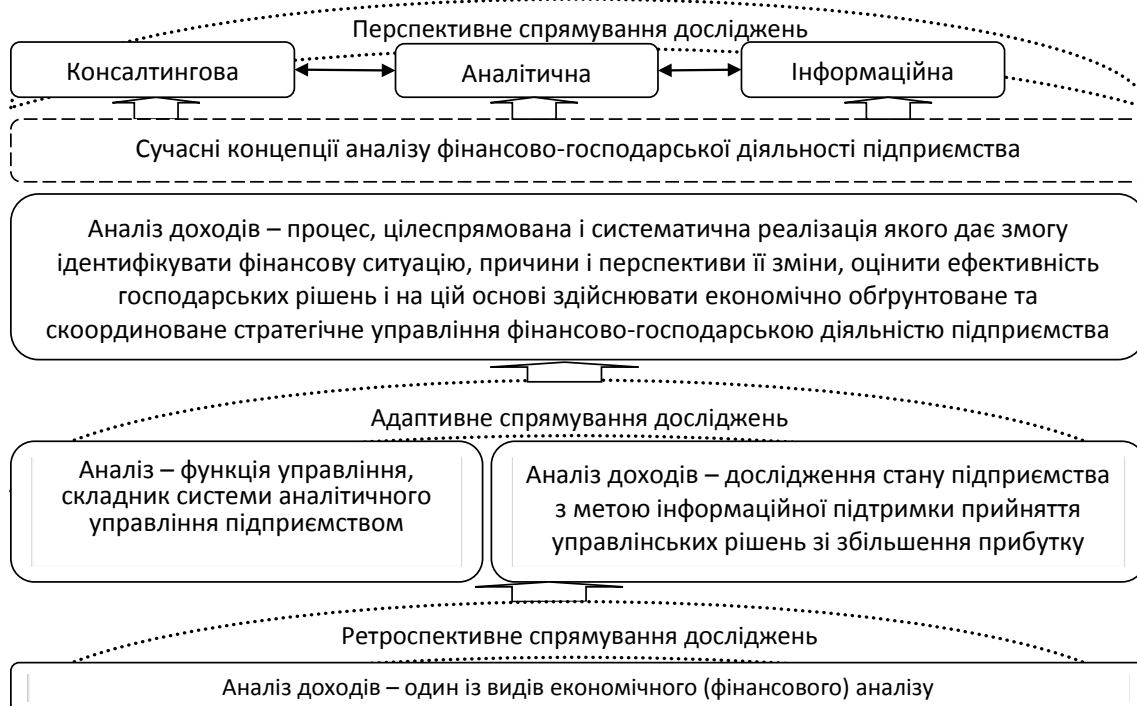 Перспективне спрямування досліджень
Консалтингова
Аналітична
Інформаційна
Сучасні концепції аналізу фінансово-господарської діяльності підприємства
Аналіз доходів – процес, цілеспрямована і систематична реалізація якого дає змогу
ідентифікувати фінансову ситуацію, причини і перспективи її зміни, оцінити ефективність
господарських рішень і на цій основі здійснювати економічно обґрунтоване та
скоординоване стратегічне управління фінансово-господарською діяльністю підприємства
Адаптивне спрямування досліджень
Аналіз – функція управління,
складник системи аналітичного
управління підприємством
Аналіз доходів – дослідження стану підприємства
з метою інформаційної підтримки прийняття
управлінських рішень зі збільшення прибутку
Ретроспективне спрямування досліджень
Аналіз доходів – один із видів економічного (фінансового) аналізу